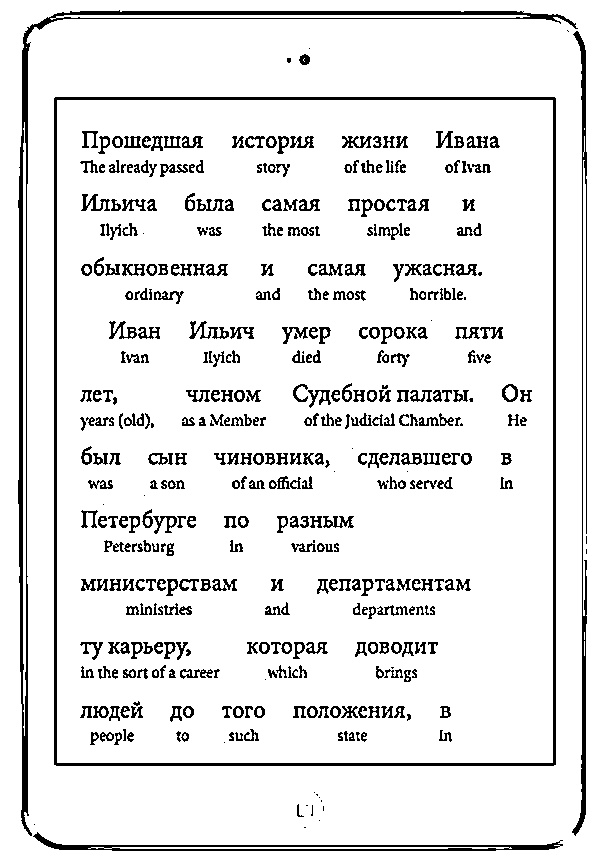 Прошедшая история жизни Ивана
The already passed story of the life of Ivan
Ильича была самая простая и
Ilyich was the most simple and
обыкновенная и самая ужасная.
ordinary and the most horrible.
Иван Ильич умер сорока пяти
Ivan Ilyich died forty five
лет, членом Судебной палаты. Он
years (old), as a Member of the Judicial Chamber. He
был сын чиновника, сделавшего в
was a son of an official who served in
Петербурге по разным
Petersburg in various
министерствам и департаментам
ministries and departments
ту карьеру, которая доводит
in the sort of a career which brings
людей до того положения, в
people to such state in